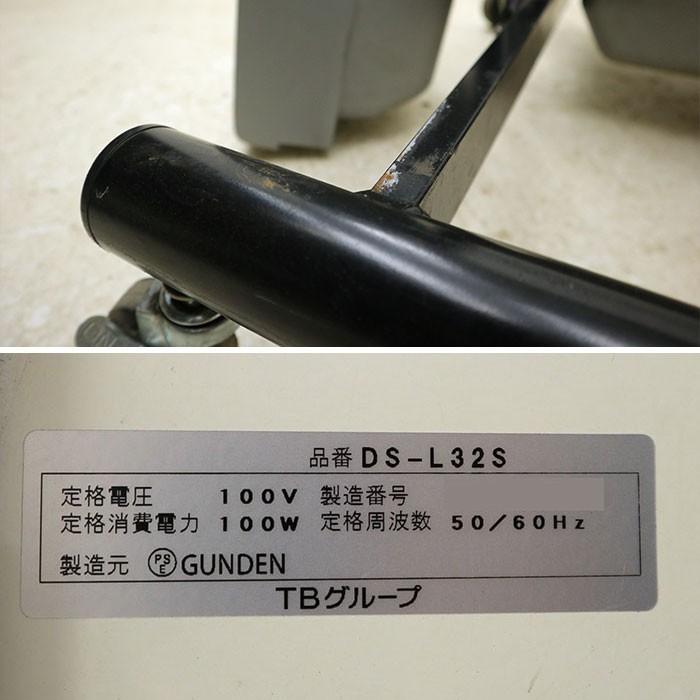 ON
品番 DS-L32S
定格電圧 100V 製造番号
定格消費電力 100W 定格周波数 50/60Hz
製造元 PSE GUNDEN
TBグループ